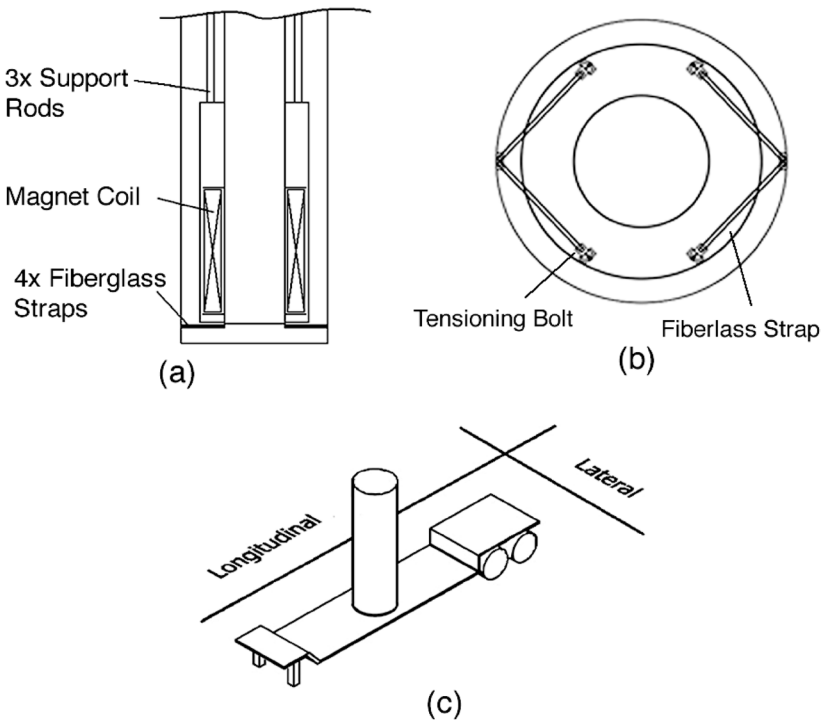 3x Support
Rods
Magnet Coil
4x Fiberglass
Straps
(a)
Tensioning Bolt
Fiberlass Strap
(b)
Longitudinal
Lateral
(c)